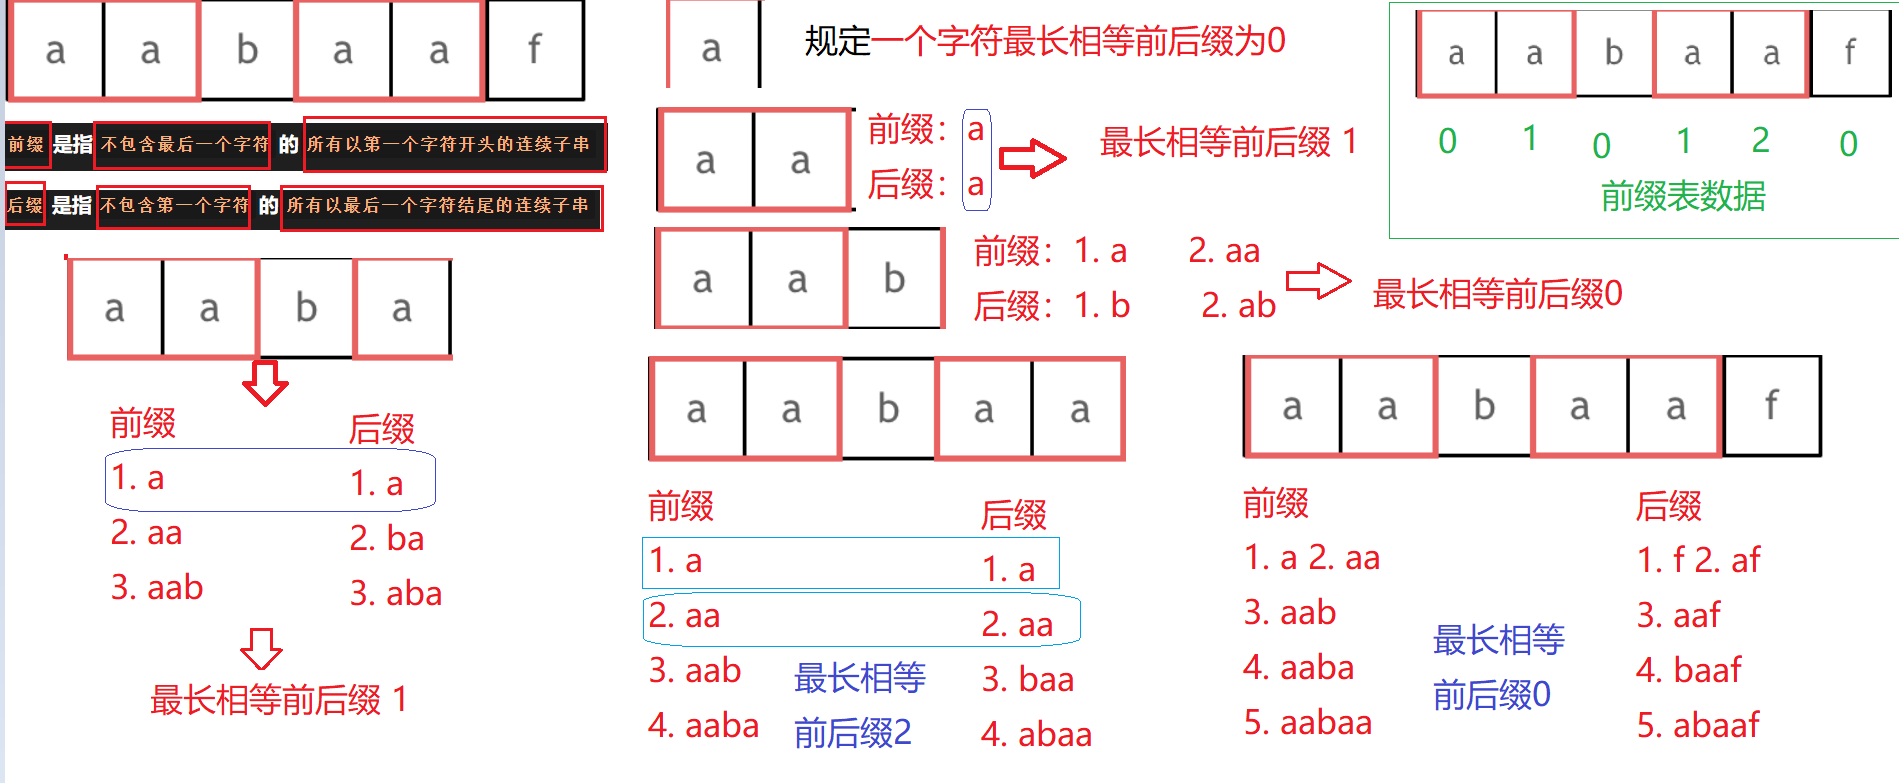 a a b a a f
前缀 是指 不包含最后一个字符 的 所有以第一个字符开头的连续子串
后缀 是指 不包含第一个字符 的 所有以最后一个字符结尾的连续子串
a a b a
前缀 后缀
1. a 1. a
2. aa 2. ba
3. aab 3. aba
最长相等前后缀 1
a
规定一个字符最长相等前后缀为0
a a
前缀：a
后缀：a
最长相等前后缀 1
a a b
前缀：1. a 2. aa
后缀：1. b 2. ab
最长相等前后缀0
a a b a a
前缀 后缀
1. a 1. a
2. aa 2. aa
3. aab 3. baa
4. aaba 4. abaa
最长相等
前后缀2
a a b a a f
0 1 0 1 2 0
前缀表数据
a a b a a f
前缀 后缀
1. a 2. aa 1. f 2. af
3. aab 3. aaf
4. aaba 4. baaf
5. aabaa 5. abaaf
最长相等
前后缀0